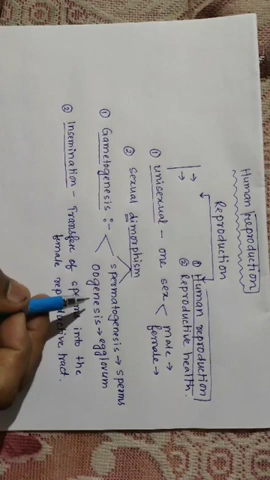 Human reproduction
Reproduction
① Human reproduction
② Reproductive health.
① Unisexual - one sex < male →
female →
② Sexual dimorphism
① Gametogenesis :- < spermatogenesis → sperms
Oogenesis → egg/ovum
② Insemination - Transfer of into the
female tract.